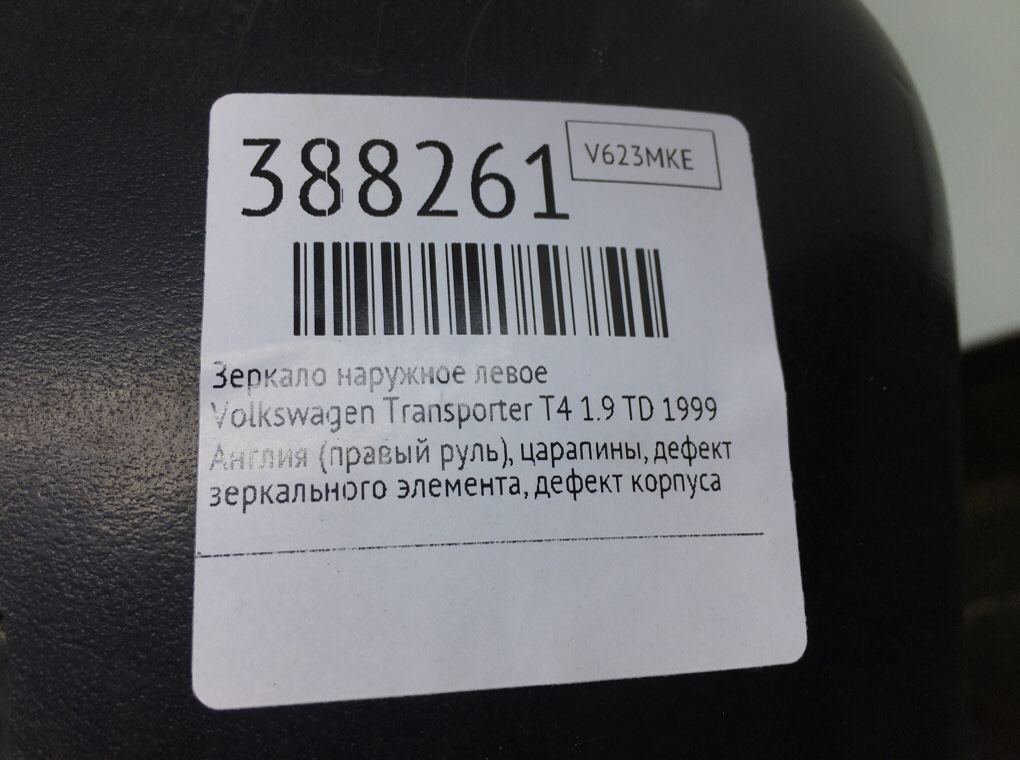 388261
V623MKE
Зеркало наружное левое
Volkswagen Transporter T4 1.9 TD 1999
Англия (правый руль), царапины, дефект
зеркального элемента, дефект корпуса